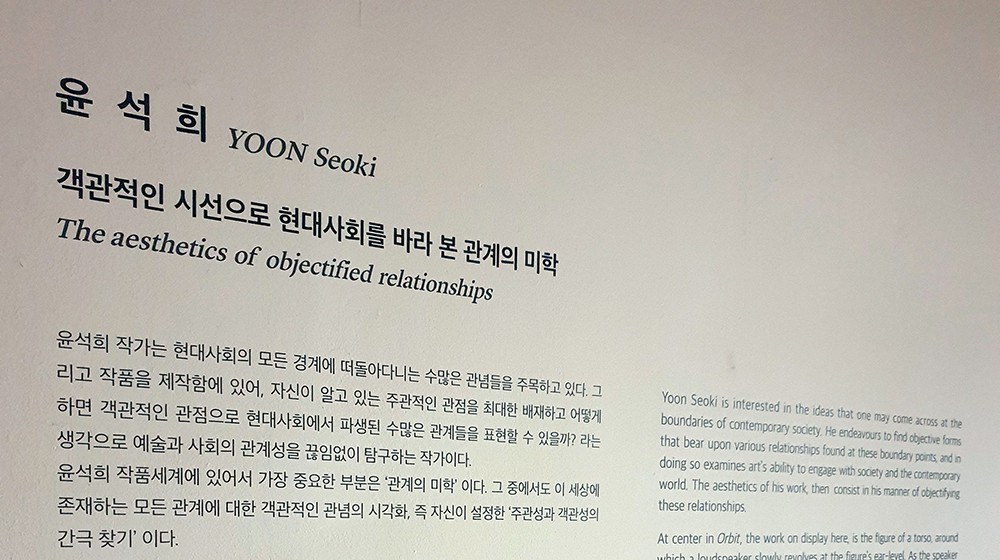 윤 석 희 YOON Seoki
객관적인 시선으로 현대사회를 바라 본 관계의 미학
The aesthetics of objectified relationships
윤석희 작가는 현대사회의 모든 경계에 떠돌아다니는 수많은 관념들을 주목하고 있다. 그
리고 작품을 제작함에 있어, 자신이 알고 있는 주관적인 관점을 최대한 배재하고 어떻게
하면 객관적인 관점으로 현대사회에서 파생된 수많은 관계들을 표현할 수 있을까? 라는
생각으로 예술과 사회의 관계성을 끊임없이 탐구하는 작가이다.
윤석희 작품세계에 있어서 가장 중요한 부분은 ‘관계의 미학’ 이다. 그 중에서도 이 세상에
존재하는 모든 관계에 대한 객관적인 관념의 시각화, 즉 자신이 설정한 ‘주관성과 객관성의
간극 찾기’ 이다.
Yoon Seoki is interested in the ideas that one may come across at the
boundaries of contemporary society. He endeavours to find objective forms
that bear upon various relationships found at these boundary points, and in
doing so examines art's ability to engage with society and the contemporary
world. The aesthetics of his work, then consist in his manner of objectifying
these relationships.
At center in Orbit, the work on display here, is the figure of a torso, around
which a loudspeaker slowly revolves at the figure's ear-level. As the speaker